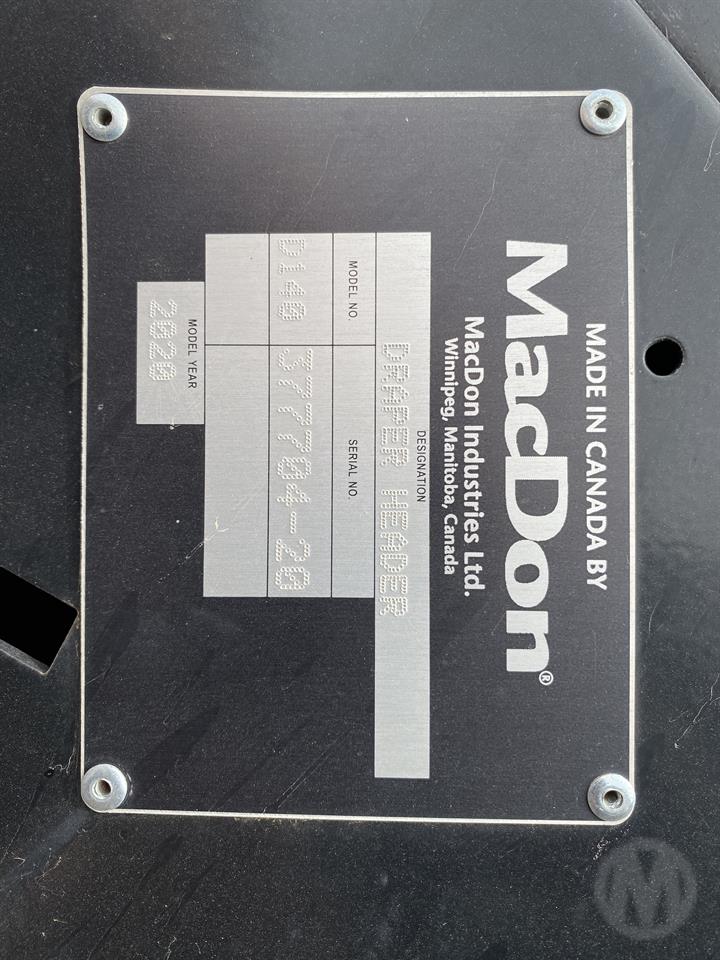 MADE IN CANADA BY
MacDon®
MacDon Industries Ltd.
Winnipeg, Manitoba, Canada
DESIGNATION
DRAPER HEADER
MODEL NO. SERIAL NO.
D140 377704-20
MODEL YEAR
2020
M